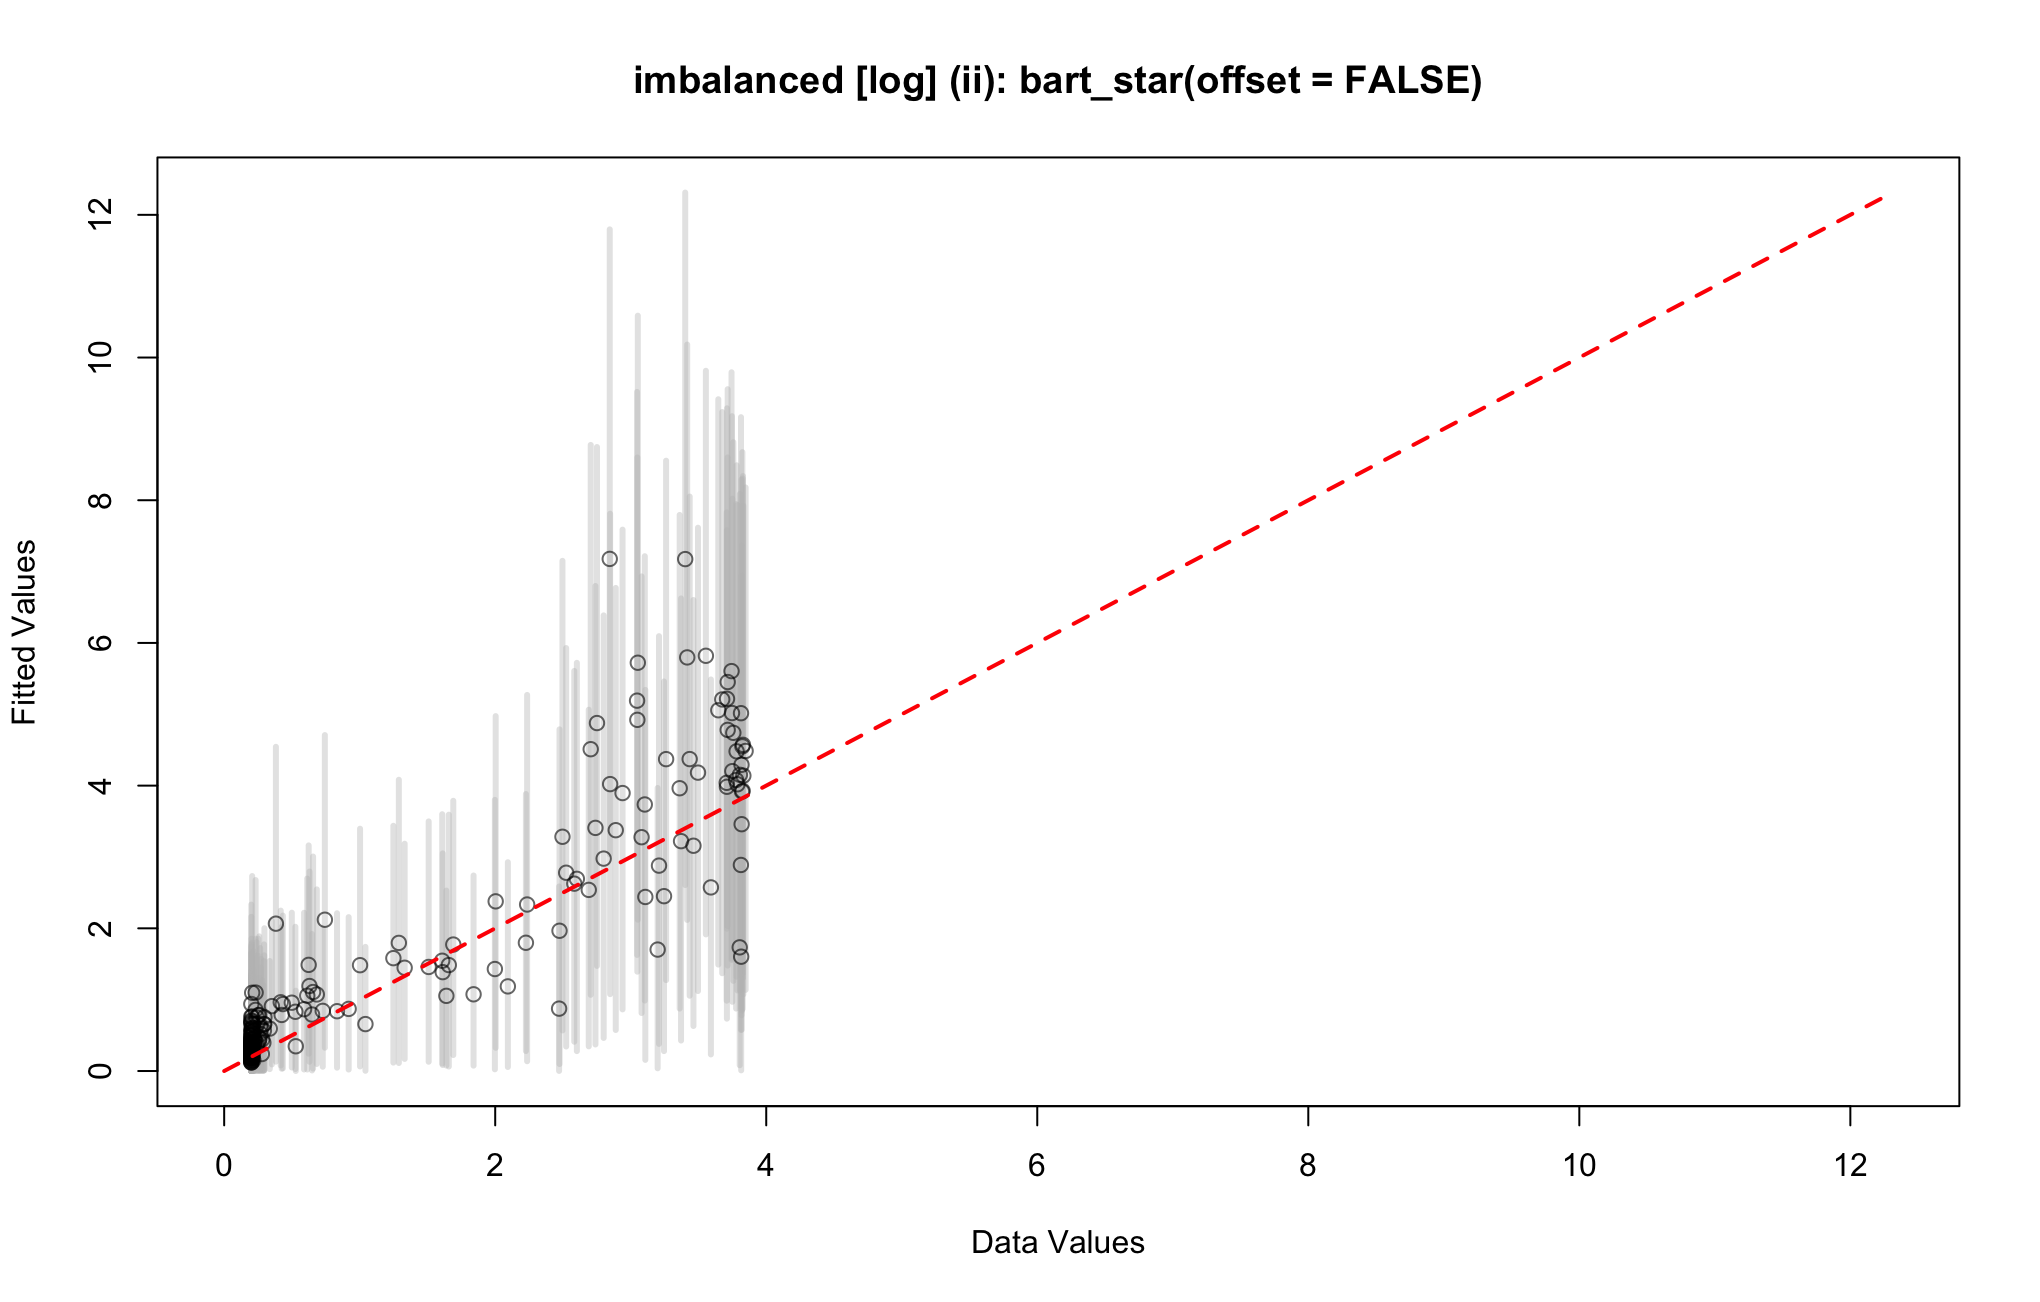 imbalanced [log] (ii): bart_star(offset = FALSE)
Fitted Values
12
10
8
6
4
2
0
0 2 4 6 8 10 12
Data Values